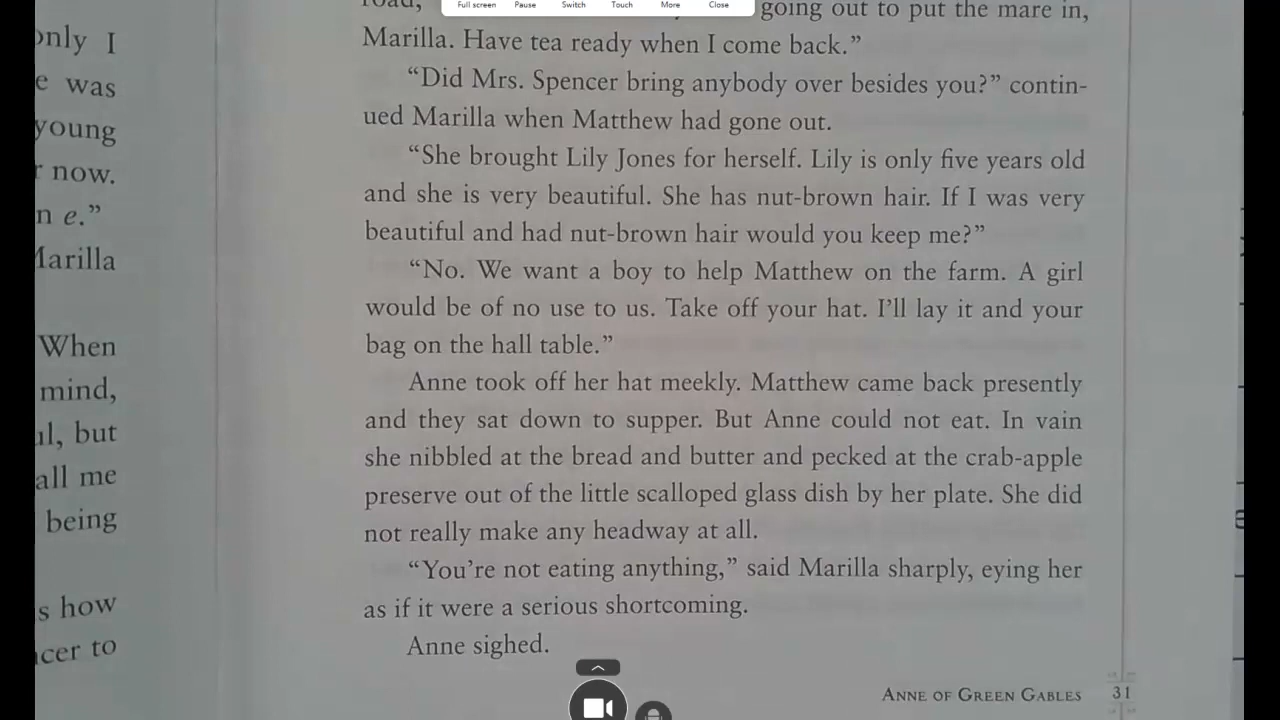 Full screen Pause Switch Touch More Close
going out to put the mare in,
Marilla. Have tea ready when I come back.”
“Did Mrs. Spencer bring anybody over besides you?” contin-
ued Marilla when Matthew had gone out.
“She brought Lily Jones for herself. Lily is only five years old
and she is very beautiful. She has nut-brown hair. If I was very
beautiful and had nut-brown hair would you keep me?”
“No. We want a boy to help Matthew on the farm. A girl
would be of no use to us. Take off your hat. I’ll lay it and your
bag on the hall table.”
Anne took off her hat meekly. Matthew came back presently
and they sat down to supper. But Anne could not eat. In vain
she nibbled at the bread and butter and pecked at the crab-apple
preserve out of the little scalloped glass dish by her plate. She did
not really make any headway at all.
“You’re not eating anything,” said Marilla sharply, eying her
as if it were a serious shortcoming.
Anne sighed.
ANNE OF GREEN GABLES 31
I
was
young
now.
e.”
When
mind,
but
all me
being
how
to